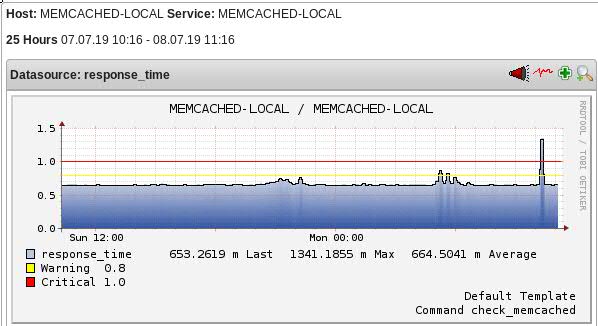 Host: MEMCACHED-LOCAL Service: MEMCACHED-LOCAL
25 Hours 07.07.19 10:16 - 08.07.19 11:16
Datasource: response_time
MEMCACHED-LOCAL / MEMCACHED-LOCAL
RRDTOOL / TOBI OETIKER
1.5
1.0
0.5
0.0
Sun 12:00 Mon 00:00
response_time 653.2619 m Last 1341.1855 m Max 664.5041 m Average
Warning 0.8
Critical 1.0
Default Template
Command check_memcached